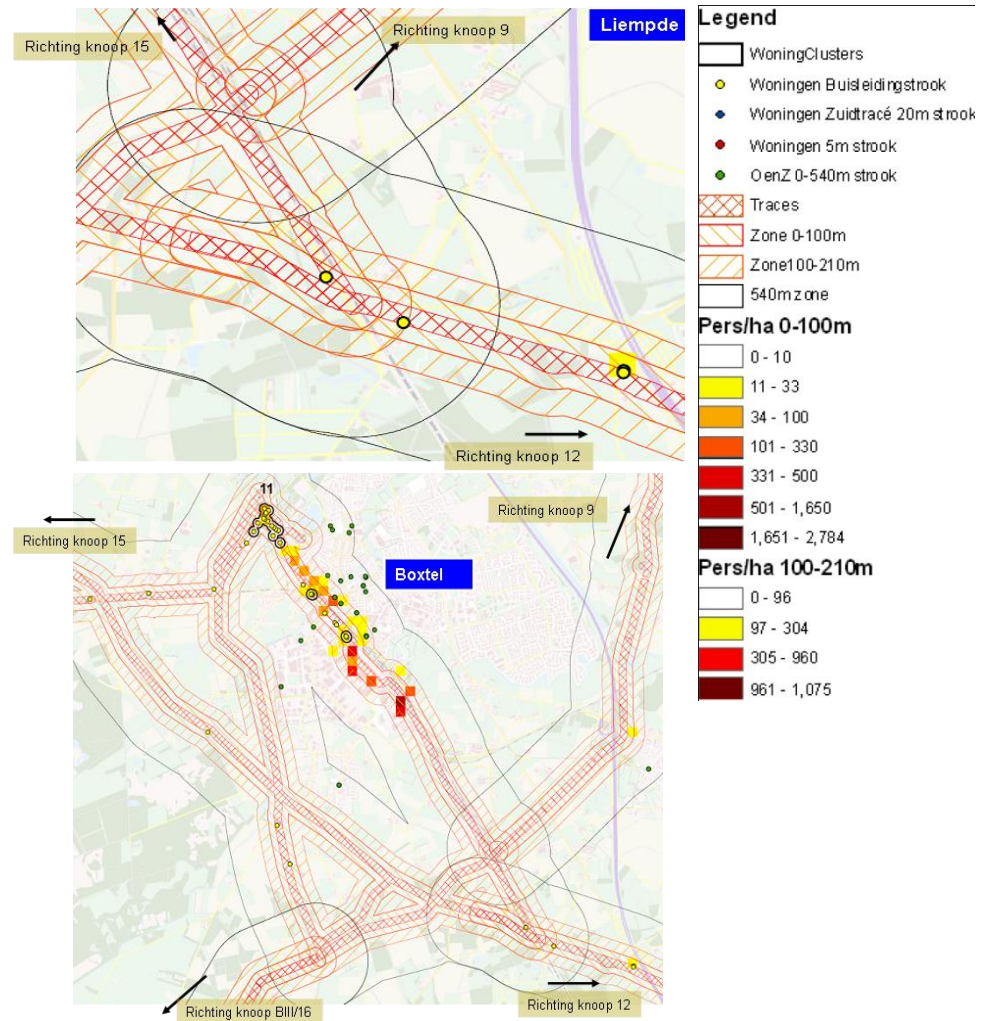 Richting knoop 15
Richting knoop 9
Liempde
Richting knoop 12
Legend
WoningClusters
Woningen Buisleidingstrook
Woningen Zuidtracé 20m strook
Woningen 5m strook
OenZ 0-540m strook
Traces
Zone 0-100m
Zone100-210m
540m zone
Pers/ha 0-100m
0 - 10
11 - 33
34 - 100
101 - 330
331 - 500
501 - 1,650
1,651 - 2,784
Pers/ha 100-210m
0 - 96
97 - 304
305 - 960
961 - 1,075
11
Richting knoop 15
Richting knoop 9
Boxtel
Richting knoop 12
Richting knoop BIII/16